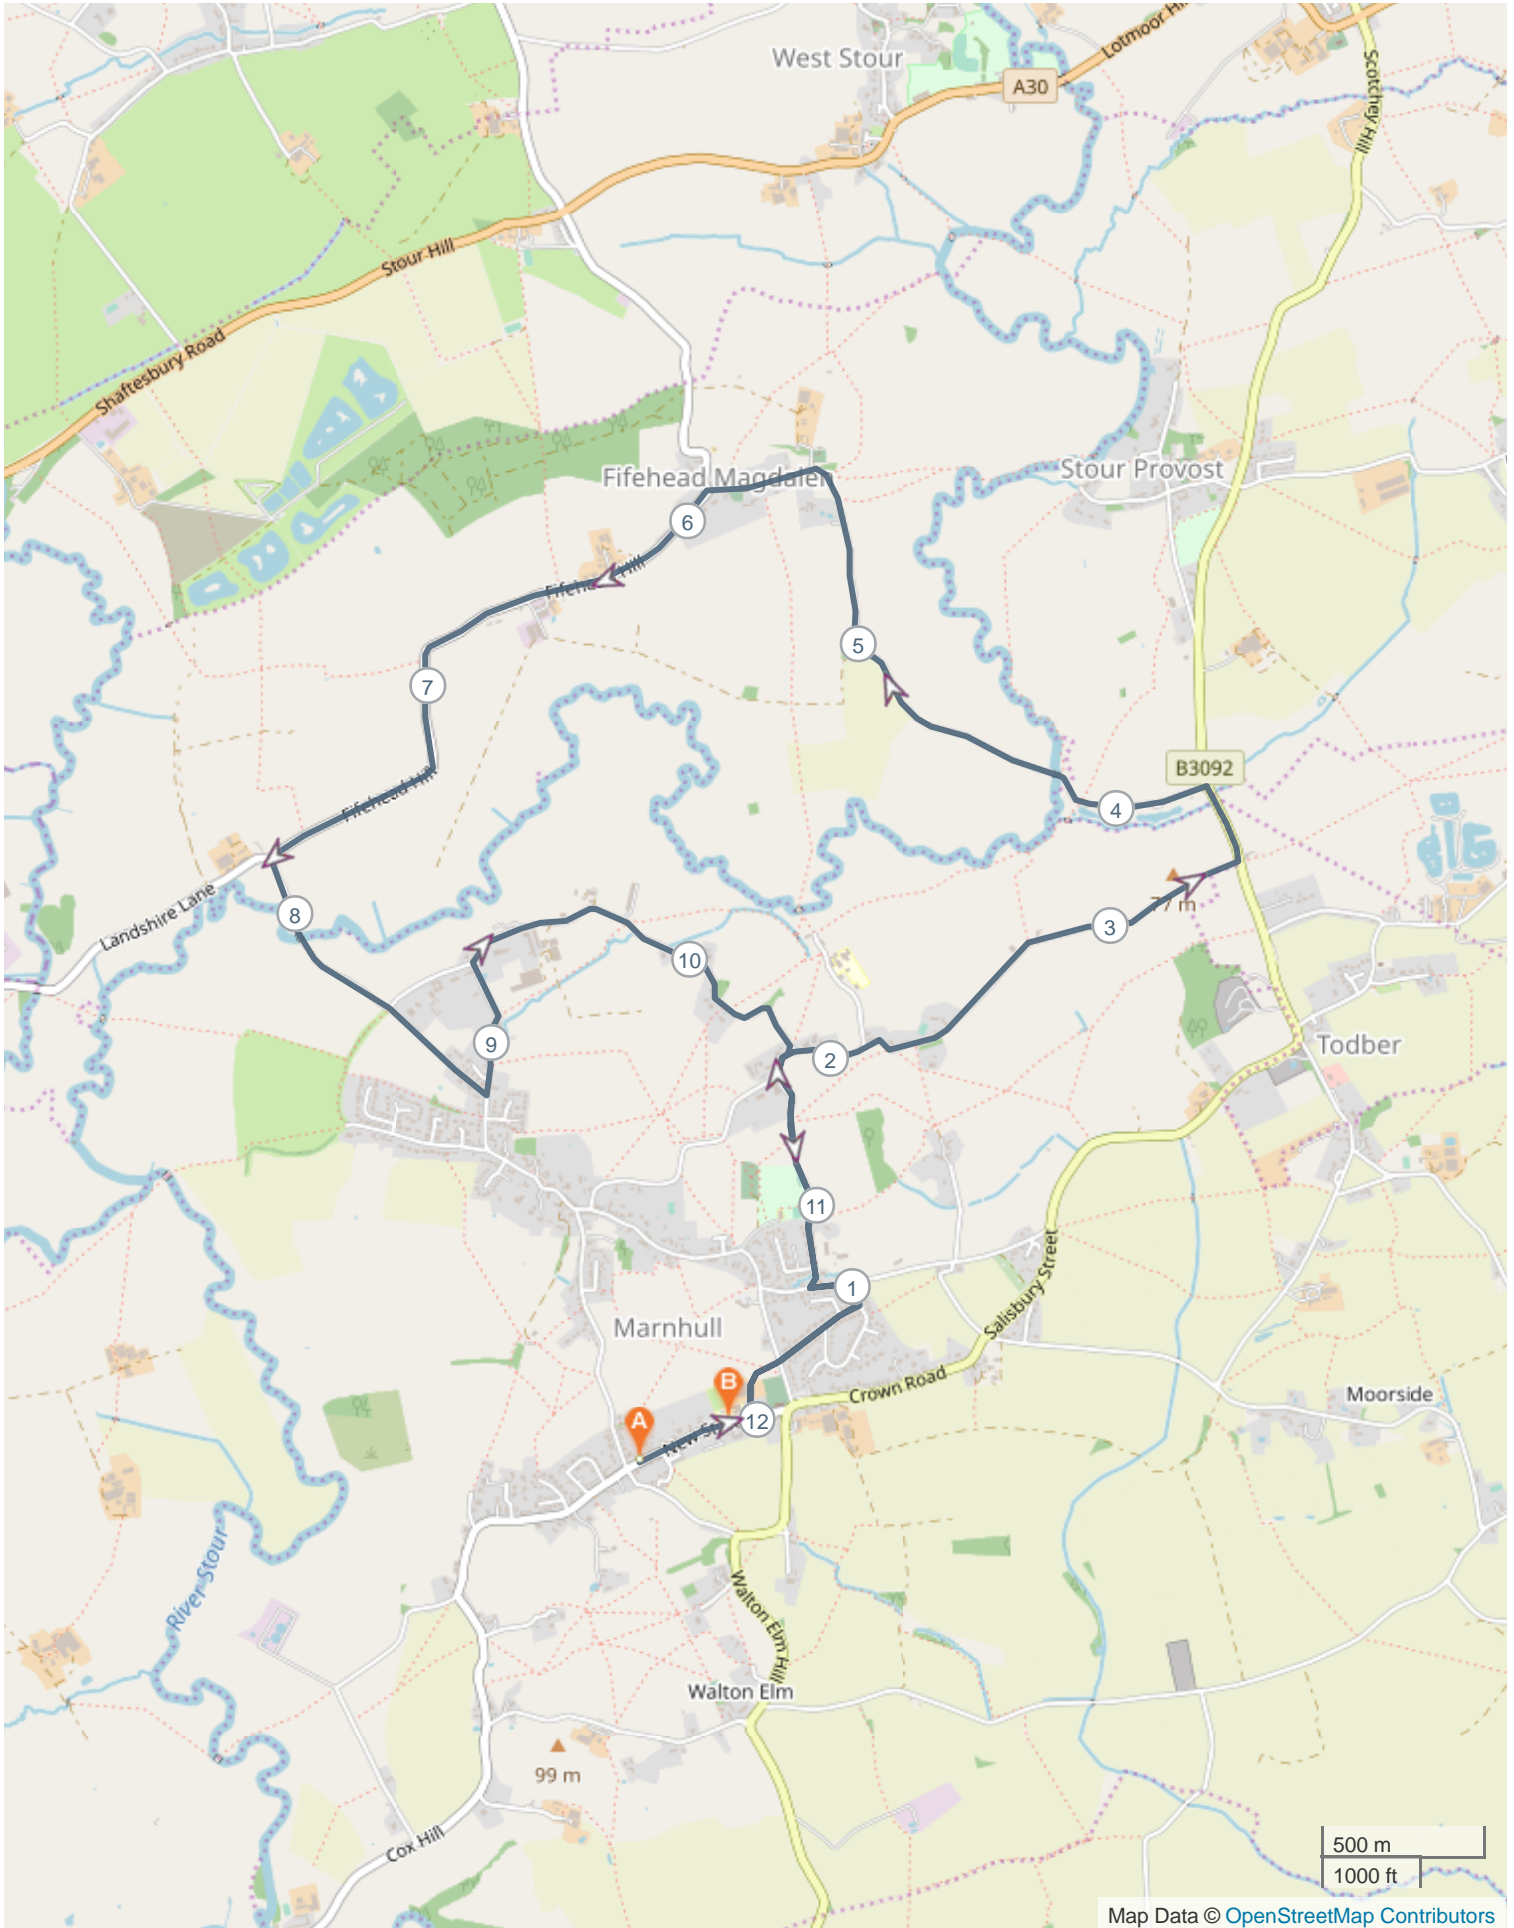 West Stour
Lotmoor Hi
A30
Scotchey Hill
Stour Hill
Shaftesbury Road
Fifehead Magdalen
Stour Provost
6
Fifehead Hill
5
7
B3092
Fifehead Hill
4
8
77 m
3
Landshire Lane
10
9
2
Todber
11
1
Salisbury Street
Marnhull
B
Crown Road
Moorside
A
12
New S
River Stour
Walton Elm Hill
Walton Elm
99 m
Cox Hill
500 m
1000 ft
Map Data © OpenStreetMap Contributors